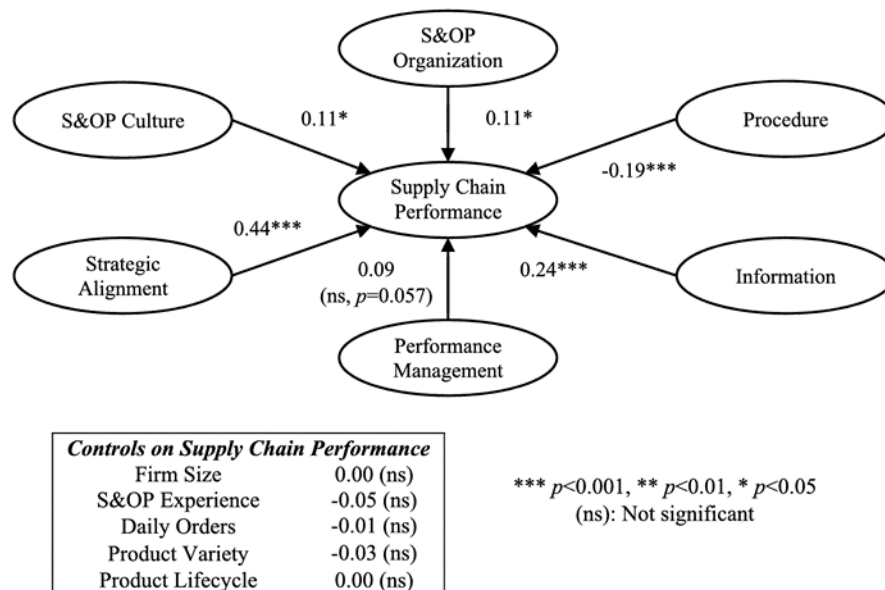 S&OP
Organization
S&OP Culture
0.11*
0.11*
Procedure
Supply Chain
Performance
-0.19***
0.44***
Strategic
Alignment
0.09
(ns, p=0.057)
0.24***
Information
Performance
Management
Controls on Supply Chain Performance
Firm Size 0.00 (ns)
S&OP Experience -0.05 (ns)
Daily Orders -0.01 (ns)
Product Variety -0.03 (ns)
Product Lifecycle 0.00 (ns)
*** p<0.001, ** p<0.01, * p<0.05
(ns): Not significant